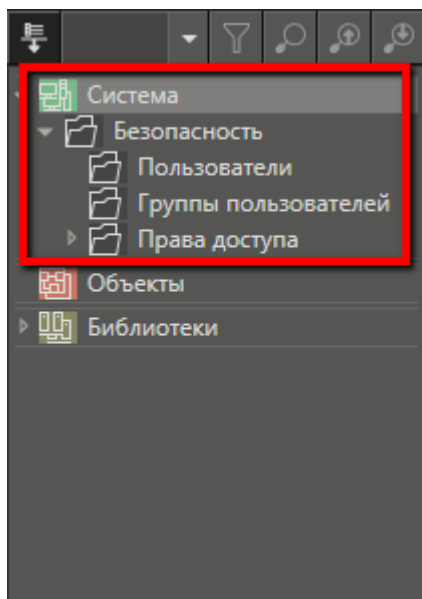 Система
Безопасность
Пользователи
Группы пользователей
Права доступа
Объекты
Библиотеки